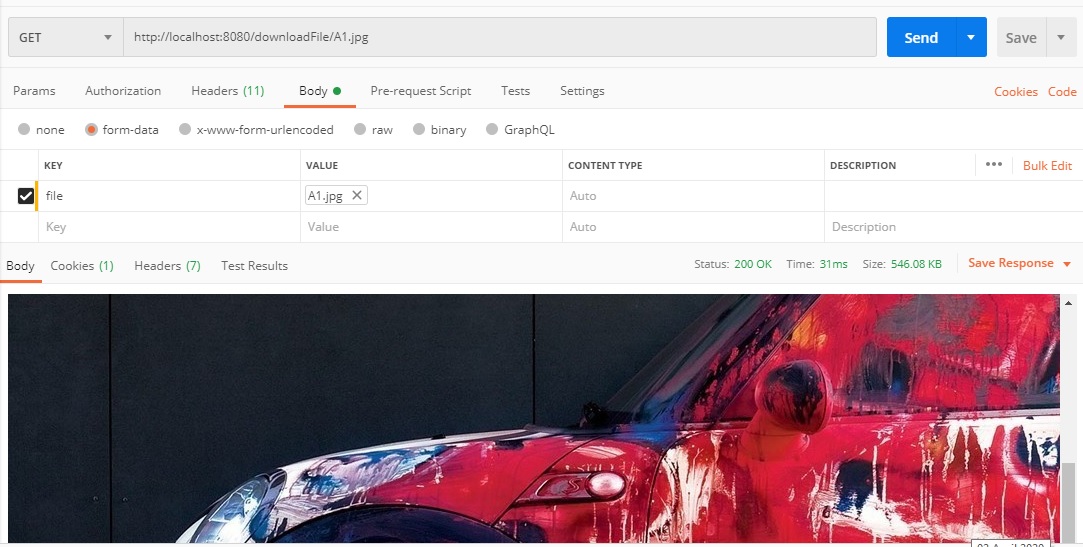 GET http://localhost:8080/downloadFile/A1.jpg Send Save
Params Authorization Headers (11) Body Pre-request Script Tests Settings Cookies Code
none form-data x-www-form-urlencoded raw binary GraphQL
KEY VALUE CONTENT TYPE DESCRIPTION ••• Bulk Edit
file A1.jpg Auto
Key Value Auto Description
Body Cookies (1) Headers (7) Test Results Status: 200 OK Time: 31ms Size: 546.08 KB Save Response